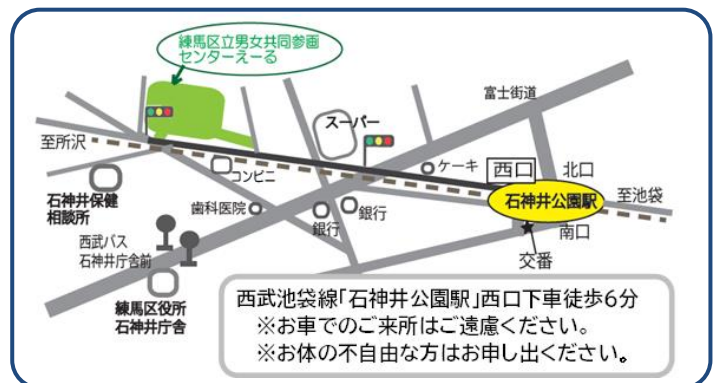 練馬区立男女共同参画
センターえーる
富士街道
スーパー
至所沢
コンビニ
ケーキ
西口
北口
石神井公園駅
至池袋
石神井保健
相談所
歯科医院
銀行
銀行
南口
交番
西武バス
石神井庁舎前
練馬区役所
石神井庁舎
西武池袋線「石神井公園駅」西口下車徒歩6分
※お車でのご来所はご遠慮ください。
※お体の不自由な方はお申し出ください。